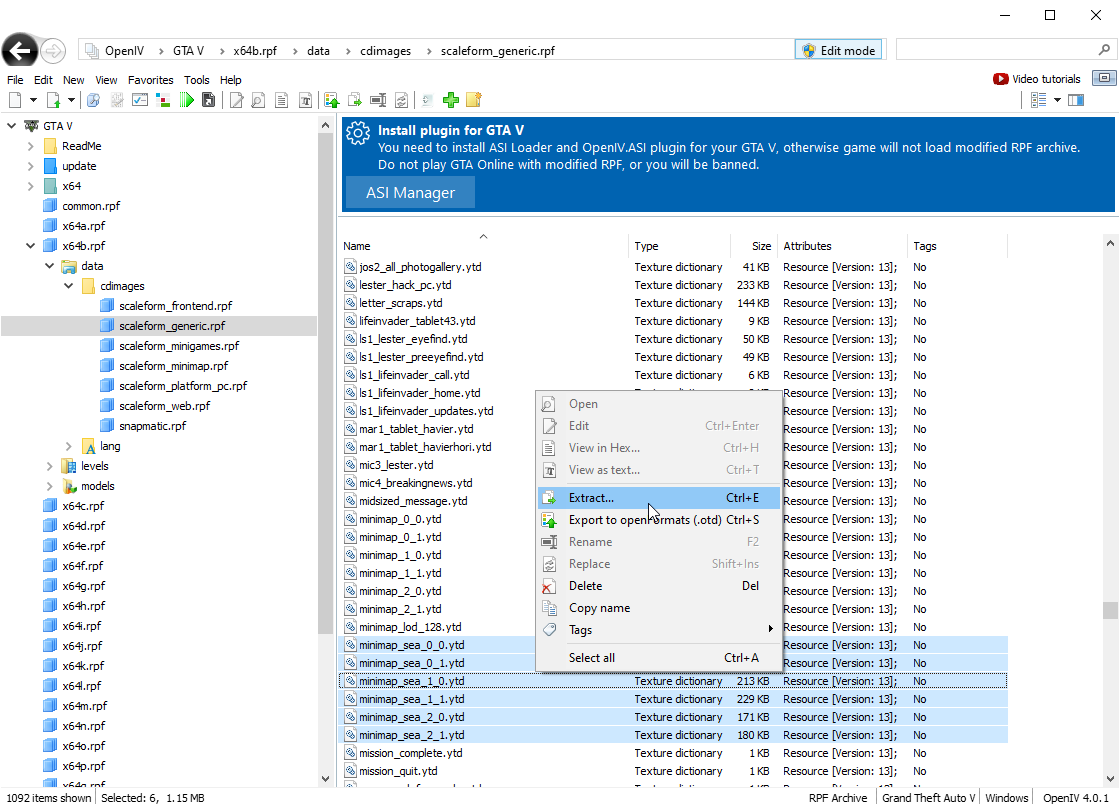 OpenIV GTA V x64b.rpf data cdimages scaleform_generic.rpf Edit mode
File Edit New View Favorites Tools Help Video tutorials
GTA V
ReadMe
update
x64
common.rpf
x64a.rpf
x64b.rpf
data
cdimages
scaleform_frontend.rpf
scaleform_generic.rpf
scaleform_minigames.rpf
scaleform_minimap.rpf
scaleform_platform_pc.rpf
scaleform_web.rpf
snapmatic.rpf
lang
levels
models
x64c.rpf
x64d.rpf
x64e.rpf
x64f.rpf
x64g.rpf
x64h.rpf
x64i.rpf
x64j.rpf
x64k.rpf
x64l.rpf
x64m.rpf
x64n.rpf
x64o.rpf
x64p.rpf
x64q.rpf
Install plugin for GTA V
You need to install ASI Loader and OpenIV.ASI plugin for your GTA V, otherwise game will not load modified RPF archive.
Do not play GTA Online with modified RPF, or you will be banned.
ASI Manager
Name Type Size Attributes Tags
jos2_all_photogallery.ytd Texture dictionary 41 KB Resource [Version: 13]; No
lester_hack_pc.ytd Texture dictionary 233 KB Resource [Version: 13]; No
letter_scraps.ytd Texture dictionary 144 KB Resource [Version: 13]; No
lifeinvader_tablet43.ytd Texture dictionary 9 KB Resource [Version: 13]; No
ls1_lester_eyefind.ytd Texture dictionary 50 KB Resource [Version: 13]; No
ls1_lester_preeyefind.ytd Texture dictionary 49 KB Resource [Version: 13]; No
ls1_lifeinvader_call.ytd Texture dictionary 6 KB Resource [Version: 13]; No
ls1_lifeinvader_home.ytd Resource [Version: 13]; No
ls1_lifeinvader_updates.ytd Resource [Version: 13]; No
mar1_tablet_havier.ytd Resource [Version: 13]; No
mar1_tablet_havierhori.ytd Resource [Version: 13]; No
mic3_lester.ytd Resource [Version: 13]; No
mic4_breakingnews.ytd Resource [Version: 13]; No
midsized_message.ytd Resource [Version: 13]; No
minimap_0_0.ytd Resource [Version: 13]; No
minimap_0_1.ytd Resource [Version: 13]; No
minimap_1_0.ytd Resource [Version: 13]; No
minimap_1_1.ytd Resource [Version: 13]; No
minimap_2_0.ytd Resource [Version: 13]; No
minimap_2_1.ytd Resource [Version: 13]; No
minimap_lod_128.ytd Resource [Version: 13]; No
minimap_sea_0_0.ytd Resource [Version: 13]; No
minimap_sea_0_1.ytd Resource [Version: 13]; No
minimap_sea_1_0.ytd Texture dictionary 213 KB Resource [Version: 13]; No
minimap_sea_1_1.ytd Texture dictionary 229 KB Resource [Version: 13]; No
minimap_sea_2_0.ytd Texture dictionary 171 KB Resource [Version: 13]; No
minimap_sea_2_1.ytd Texture dictionary 180 KB Resource [Version: 13]; No
mission_complete.ytd Texture dictionary 1 KB Resource [Version: 13]; No
mission_quit.ytd Texture dictionary 1 KB Resource [Version: 13]; No
Open
Edit Ctrl+Enter
View in Hex... Ctrl+H
View as text... Ctrl+T
Extract... Ctrl+E
Export to openFormats (.otd) Ctrl+S
Rename F2
Replace Shift+Ins
Delete Del
Copy name
Tags
Select all Ctrl+A
1092 items shown Selected: 6, 1.15 MB RPF Archive Grand Theft Auto V Windows OpenIV 4.0.1